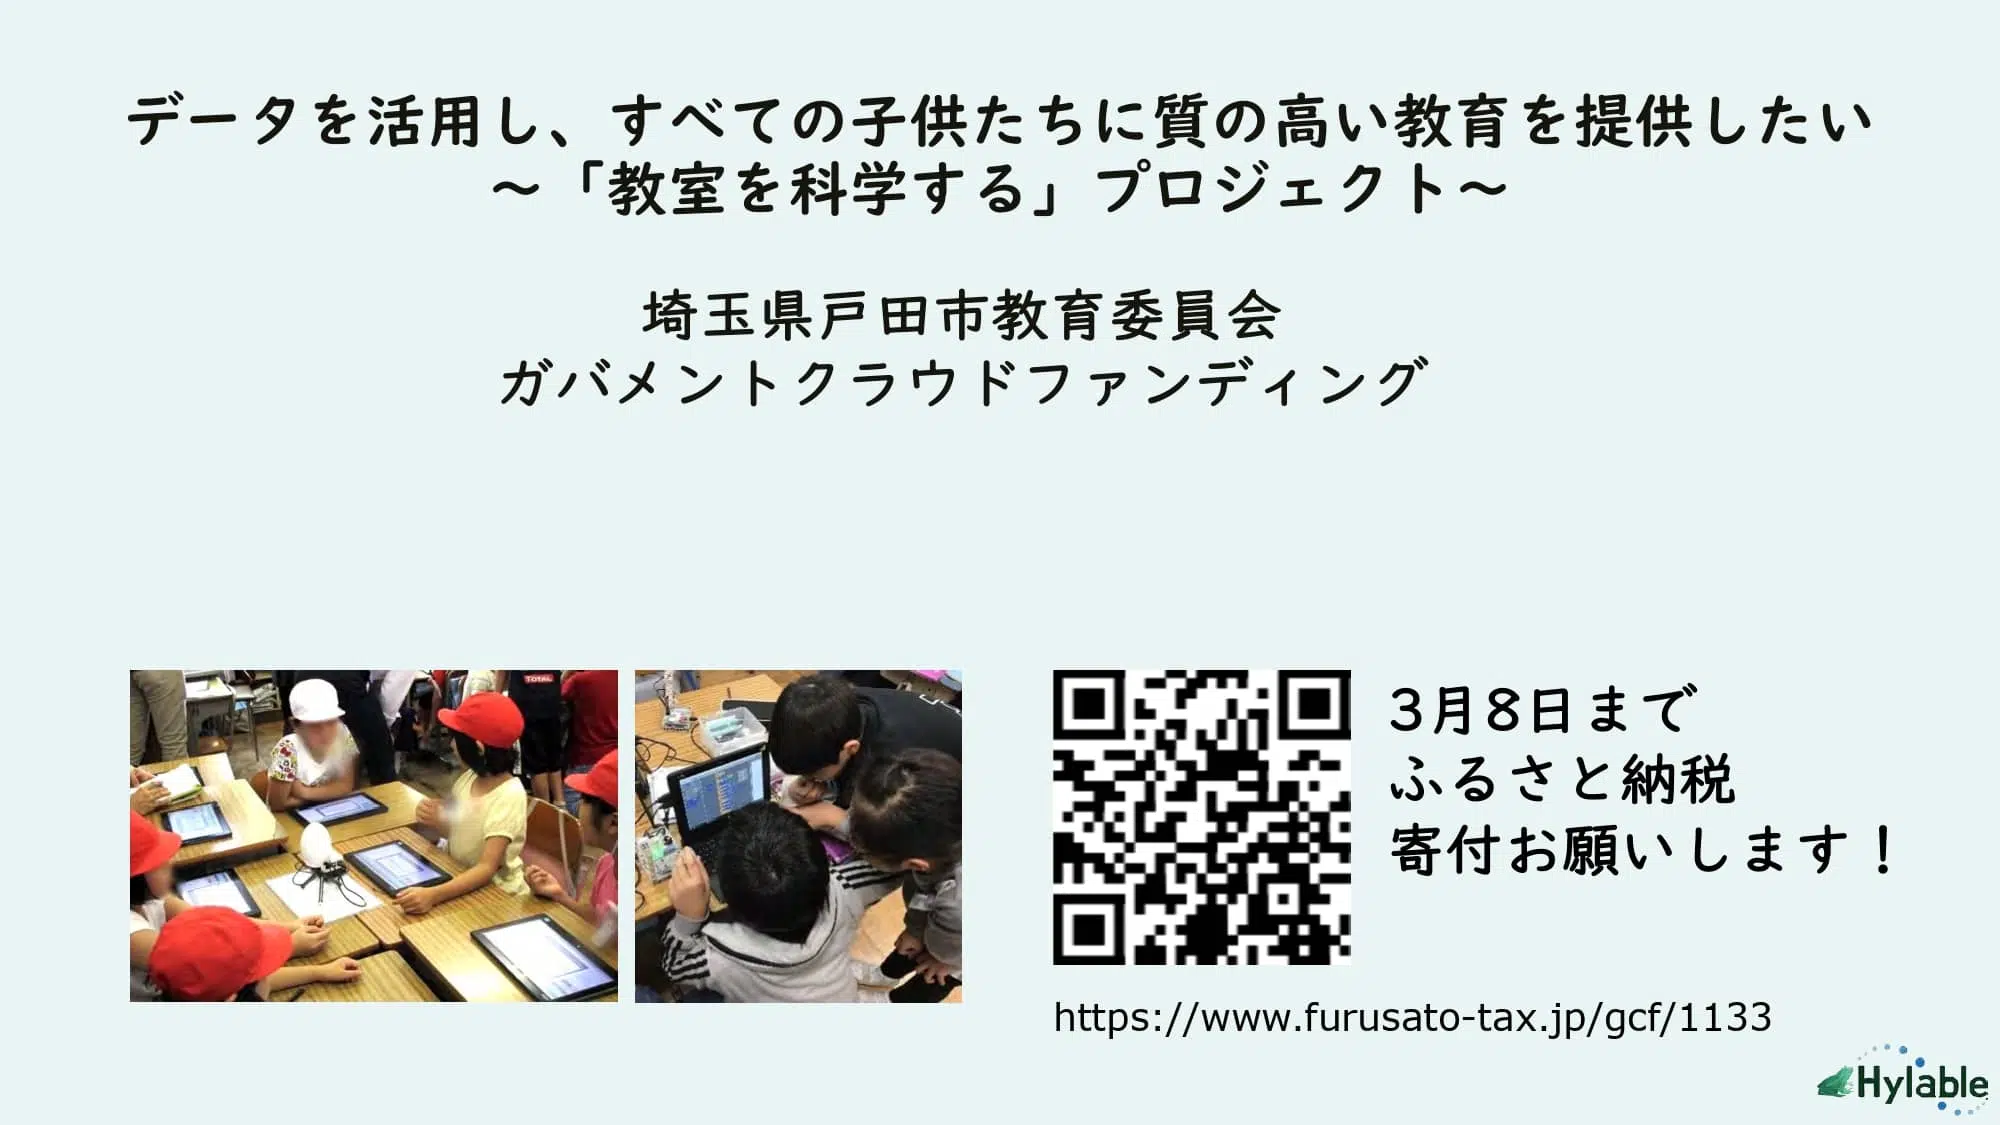 データを活用し、すべての子供たちに質の高い教育を提供したい
～「教室を科学する」プロジェクト～
埼玉県戸田市教育委員会
ガバメントクラウドファンディング
TOTAL
3月8日まで
ふるさと納税
寄付お願いします！
https://www.furusato-tax.jp/gcf/1133
Hylable